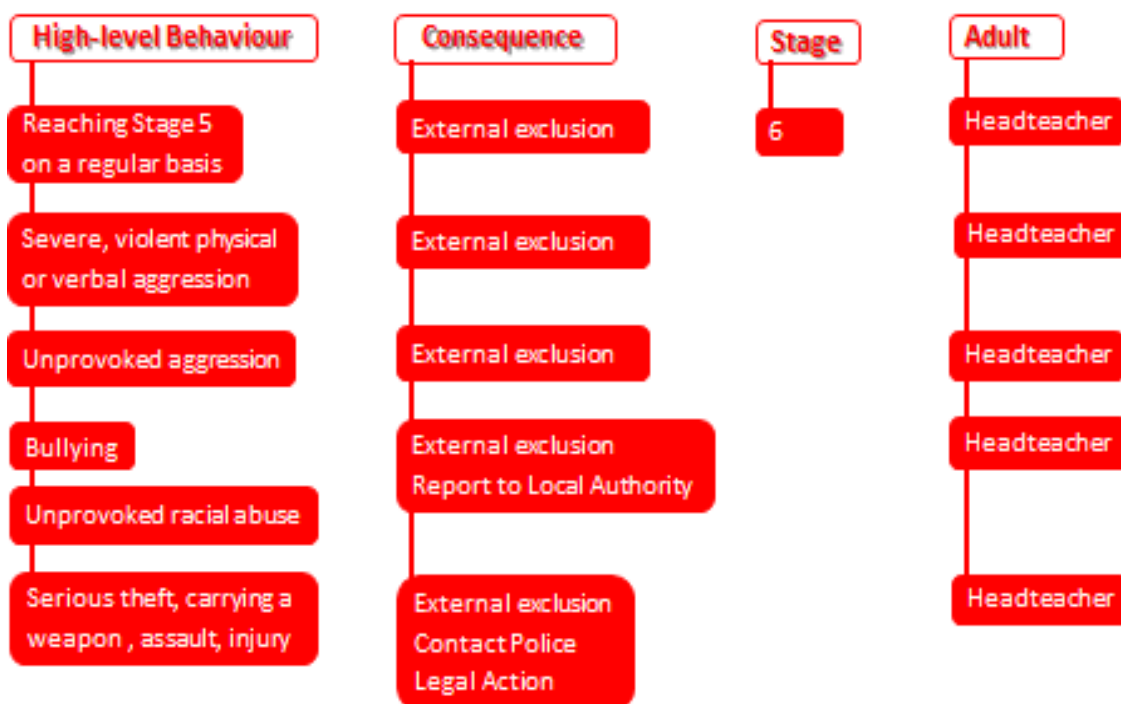 High-level Behaviour
Reaching Stage 5
on a regular basis
Severe, violent physical
or verbal aggression
Unprovoked aggression
Bullying
Unprovoked racial abuse
Serious theft, carrying a
weapon , assault, injury
Consequence
External exclusion
External exclusion
External exclusion
External exclusion
Report to Local Authority
External exclusion
Contact Police
Legal Action
Stage
6
Adult
Headteacher
Headteacher
Headteacher
Headteacher
Headteacher